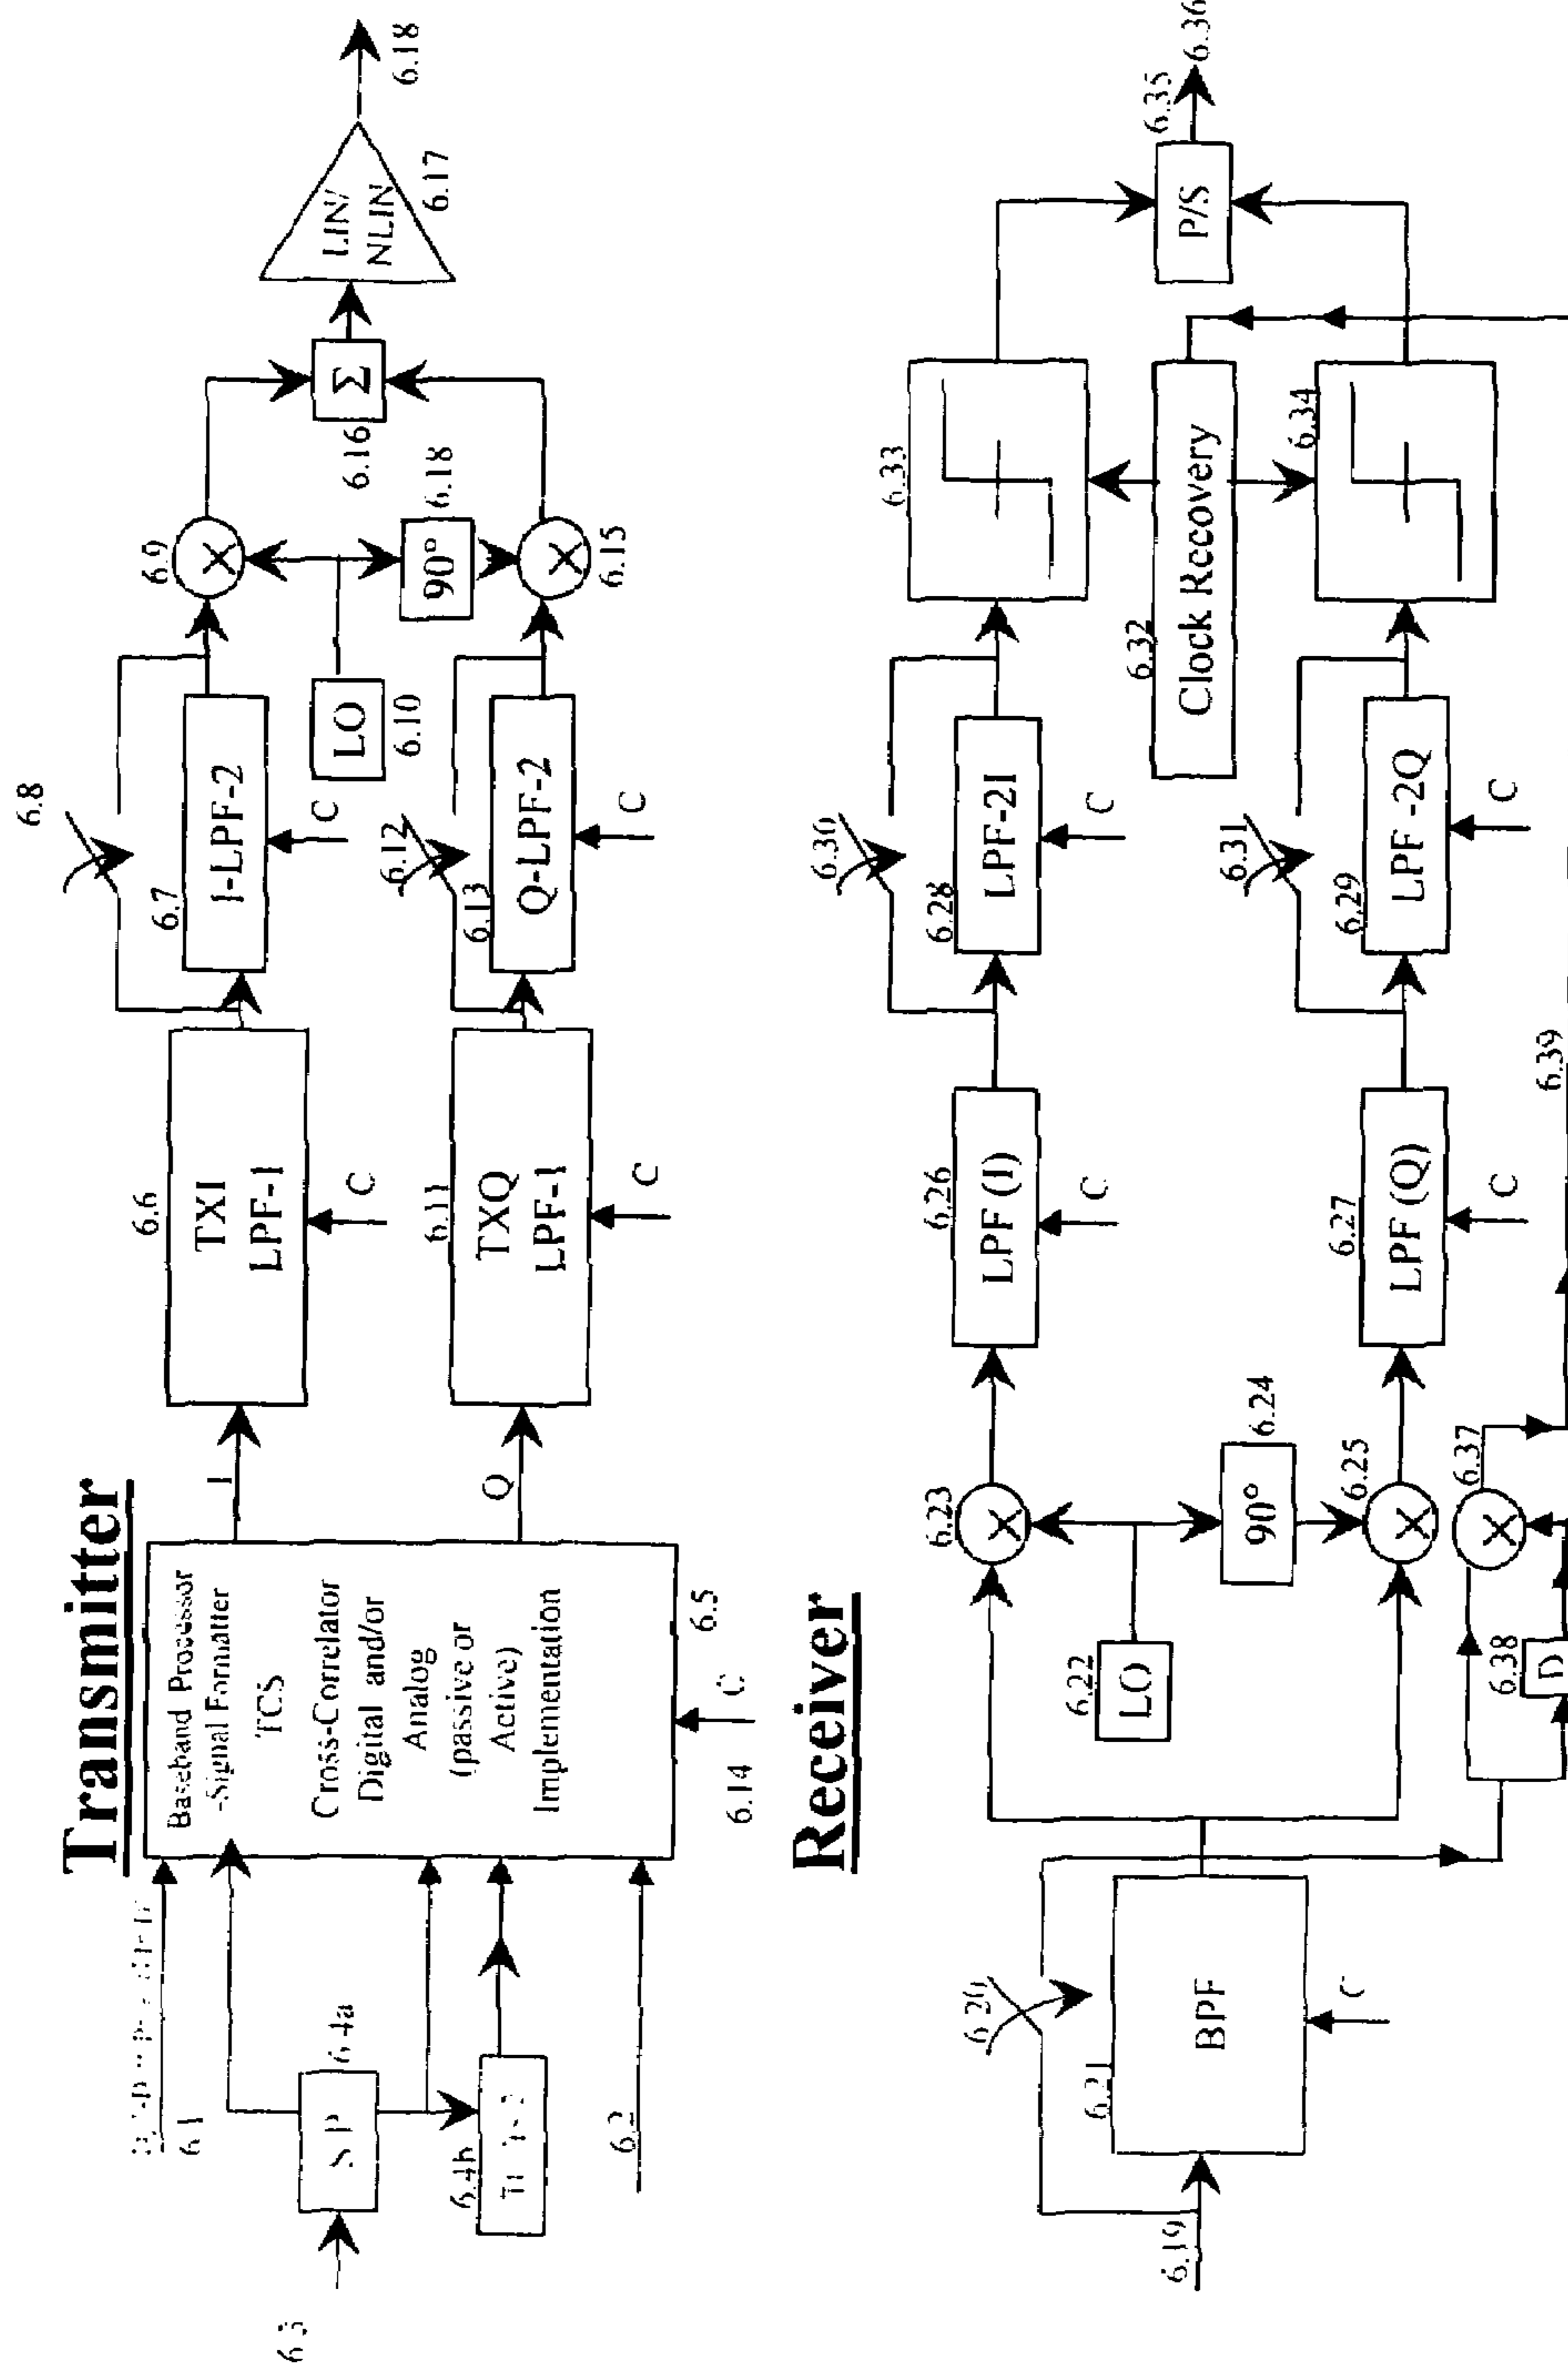 Transmitter
6.1
6.2
6.4a
S/P
6.4b
Baseband Processor
-Signal Formatter
TCS
Cross-Correlator
Digital and/or
Analog
(passive or
Active)
Implementation
6.5
C
6.14
I
Q
6.6
TXI
LPF-1
C
6.11
TXQ
LPF-1
C
6.7
6.8
I-LPF-2
C
6.12
6.13
Q-LPF-2
C
LO
6.10
6.9
90°
6.18
6.15
6.16
Σ
LIN/
NLIN
6.17
6.18
Receiver
6.19
6.20
6.21
BPF
C
6.22
LO
6.23
90°
6.24
6.25
6.37
6.38
D
6.39
6.26
LPF (I)
C
6.27
LPF (Q)
C
6.30
6.28
LPF-2I
C
6.31
6.29
LPF -2Q
C
6.32
Clock Recovery
6.33
6.34
P/S
6.35
6.36